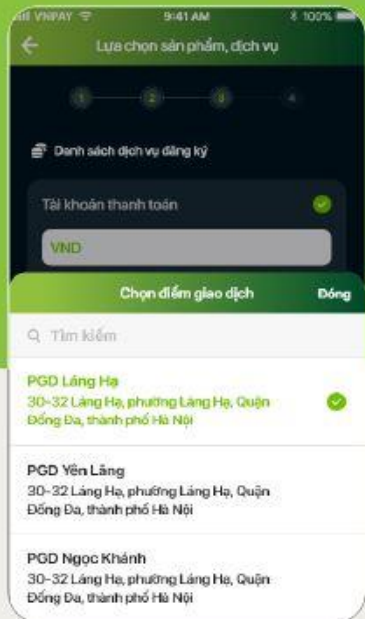 VNPAY 9:41 AM 100%
Lựa chọn sản phẩm, dịch vụ
1 2 3 4
Danh sách dịch vụ đăng ký
Tài khoản thanh toán
VND
Chọn điểm giao dịch Đóng
Tìm kiếm
PGD Láng Hạ
30-32 Láng Hạ, phường Láng Hạ, Quận
Đống Đa, thành phố Hà Nội
PGD Yên Lãng
30-32 Láng Hạ, phường Láng Hạ, Quận
Đống Đa, thành phố Hà Nội
PGD Ngọc Khánh
30-32 Láng Hạ, phường Láng Hạ, Quận
Đống Đa, thành phố Hà Nội